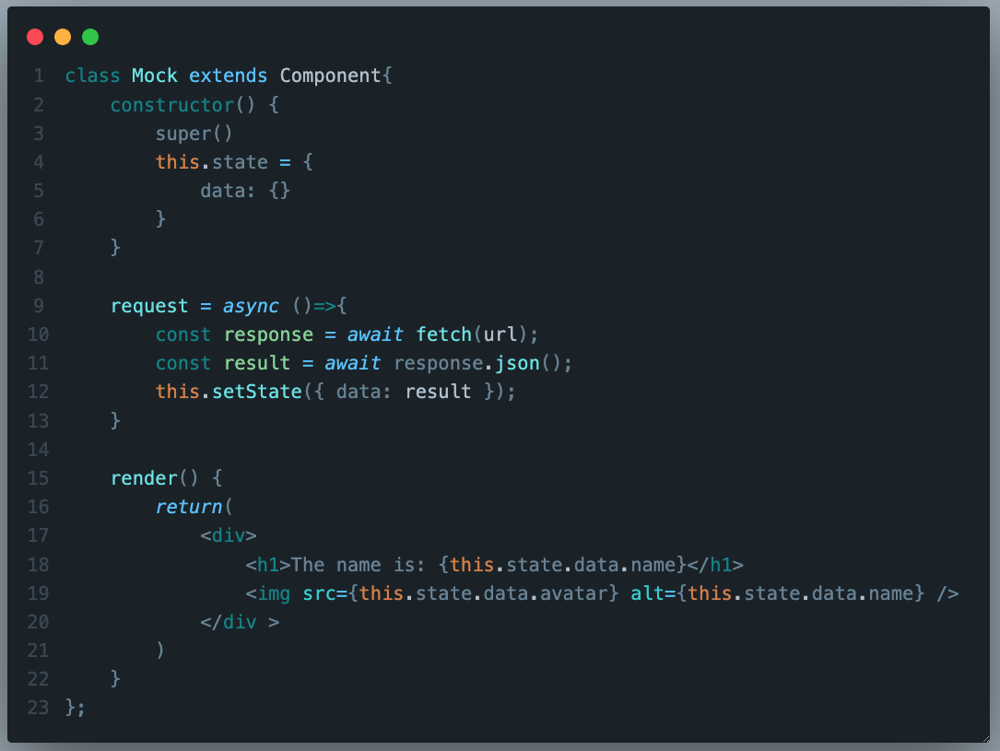 1 class Mock extends Component{
2     constructor() {
3         super()
4         this.state = {
5             data: {}
6         }
7     }
8
9     request = async ()=>{
10         const response = await fetch(url);
11         const result = await response.json();
12         this.setState({ data: result });
13     }
14
15     render() {
16         return(
17             <div>
18                 <h1>The name is: {this.state.data.name}</h1>
19                 <img src={this.state.data.avatar} alt={this.state.data.name} />
20             </div >
21         )
22     }
23 };